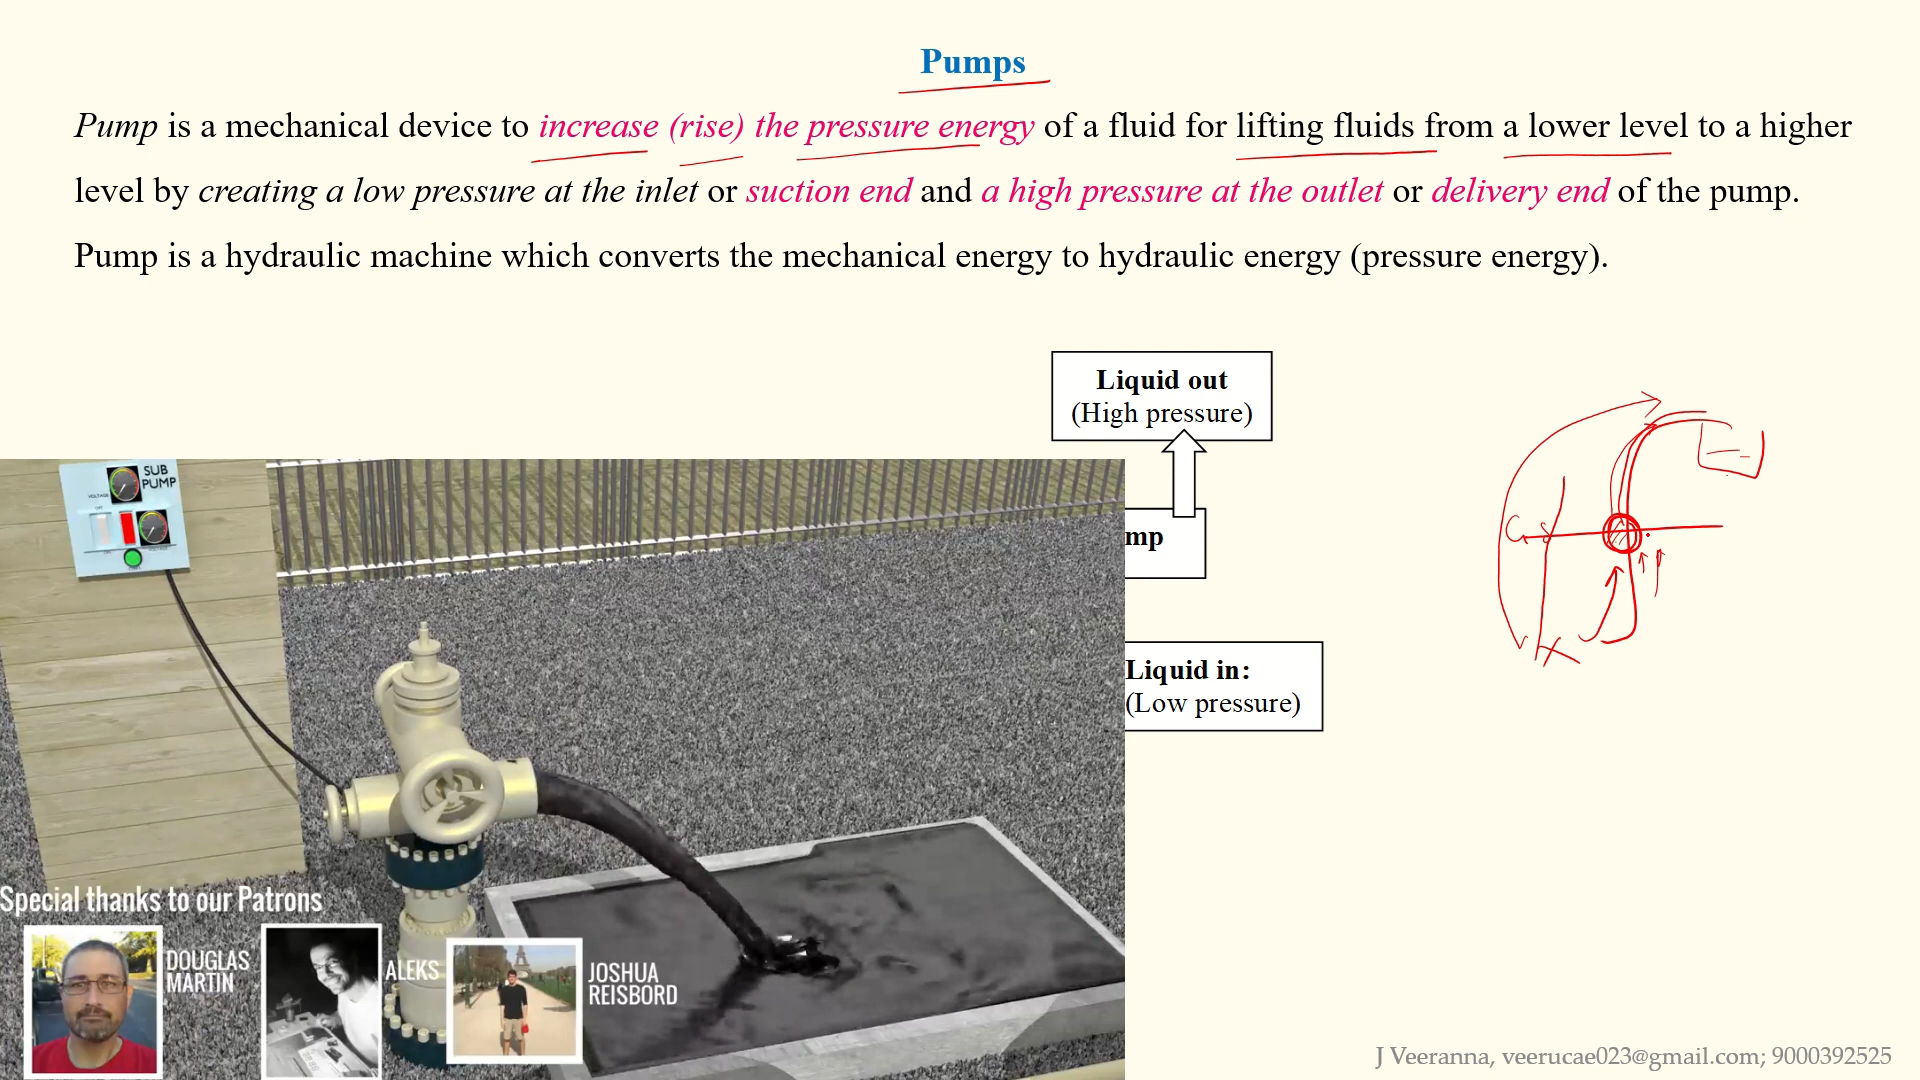 Pumps
Pump is a mechanical device to increase (rise) the pressure energy of a fluid for lifting fluids from a lower level to a higher
level by creating a low pressure at the inlet or suction end and a high pressure at the outlet or delivery end of the pump.
Pump is a hydraulic machine which converts the mechanical energy to hydraulic energy (pressure energy).
Liquid out
(High pressure)
mp
Liquid in:
(Low pressure)
SUB
PUMP
VOLTAGE
OFF
Special thanks to our Patrons
DOUGLAS
MARTIN
ALEKS
JOSHUA
REISBORD
J Veeranna, veerucae023@gmail.com; 9000392525